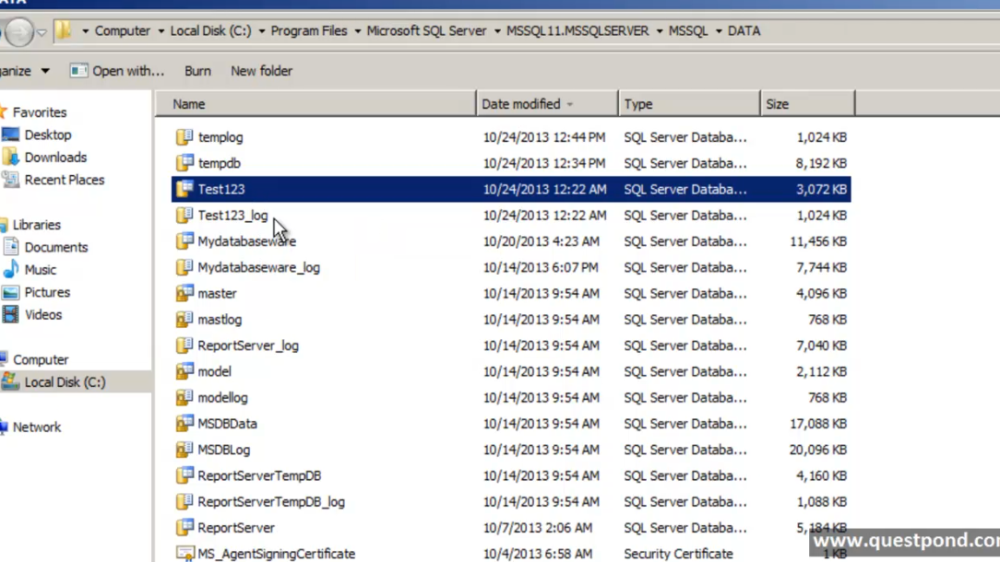 DATA
Computer Local Disk (C:) Program Files Microsoft SQL Server MSSQL11.MSSQLSERVER MSSQL DATA
anize Open with... Burn New folder
Name Date modified Type Size
Favorites
Desktop
Downloads
Recent Places
Libraries
Documents
Music
Pictures
Videos
Computer
Local Disk (C:)
Network
templog 10/24/2013 12:44 PM SQL Server Databa... 1,024 KB
tempdb 10/24/2013 12:34 PM SQL Server Databa... 8,192 KB
Test123 10/24/2013 12:22 AM SQL Server Databa... 3,072 KB
Test123_log 10/24/2013 12:22 AM SQL Server Databa... 1,024 KB
Mydatabaseware 10/20/2013 4:23 AM SQL Server Databa... 11,456 KB
Mydatabaseware_log 10/14/2013 6:07 PM SQL Server Databa... 7,744 KB
master 10/14/2013 9:54 AM SQL Server Databa... 4,096 KB
mastlog 10/14/2013 9:54 AM SQL Server Databa... 768 KB
ReportServer_log 10/14/2013 9:54 AM SQL Server Databa... 7,040 KB
model 10/14/2013 9:54 AM SQL Server Databa... 2,112 KB
modellog 10/14/2013 9:54 AM SQL Server Databa... 768 KB
MSDBData 10/14/2013 9:54 AM SQL Server Databa... 17,088 KB
MSDBLog 10/14/2013 9:54 AM SQL Server Databa... 20,096 KB
ReportServerTempDB 10/14/2013 9:54 AM SQL Server Databa... 4,160 KB
ReportServerTempDB_log 10/14/2013 9:54 AM SQL Server Databa... 1,088 KB
ReportServer 10/7/2013 2:06 AM SQL Server Databa... 5,184 KB
MS_AgentSigningCertificate 10/4/2013 6:58 AM Security Certificate 1 KB
www.questpond.com